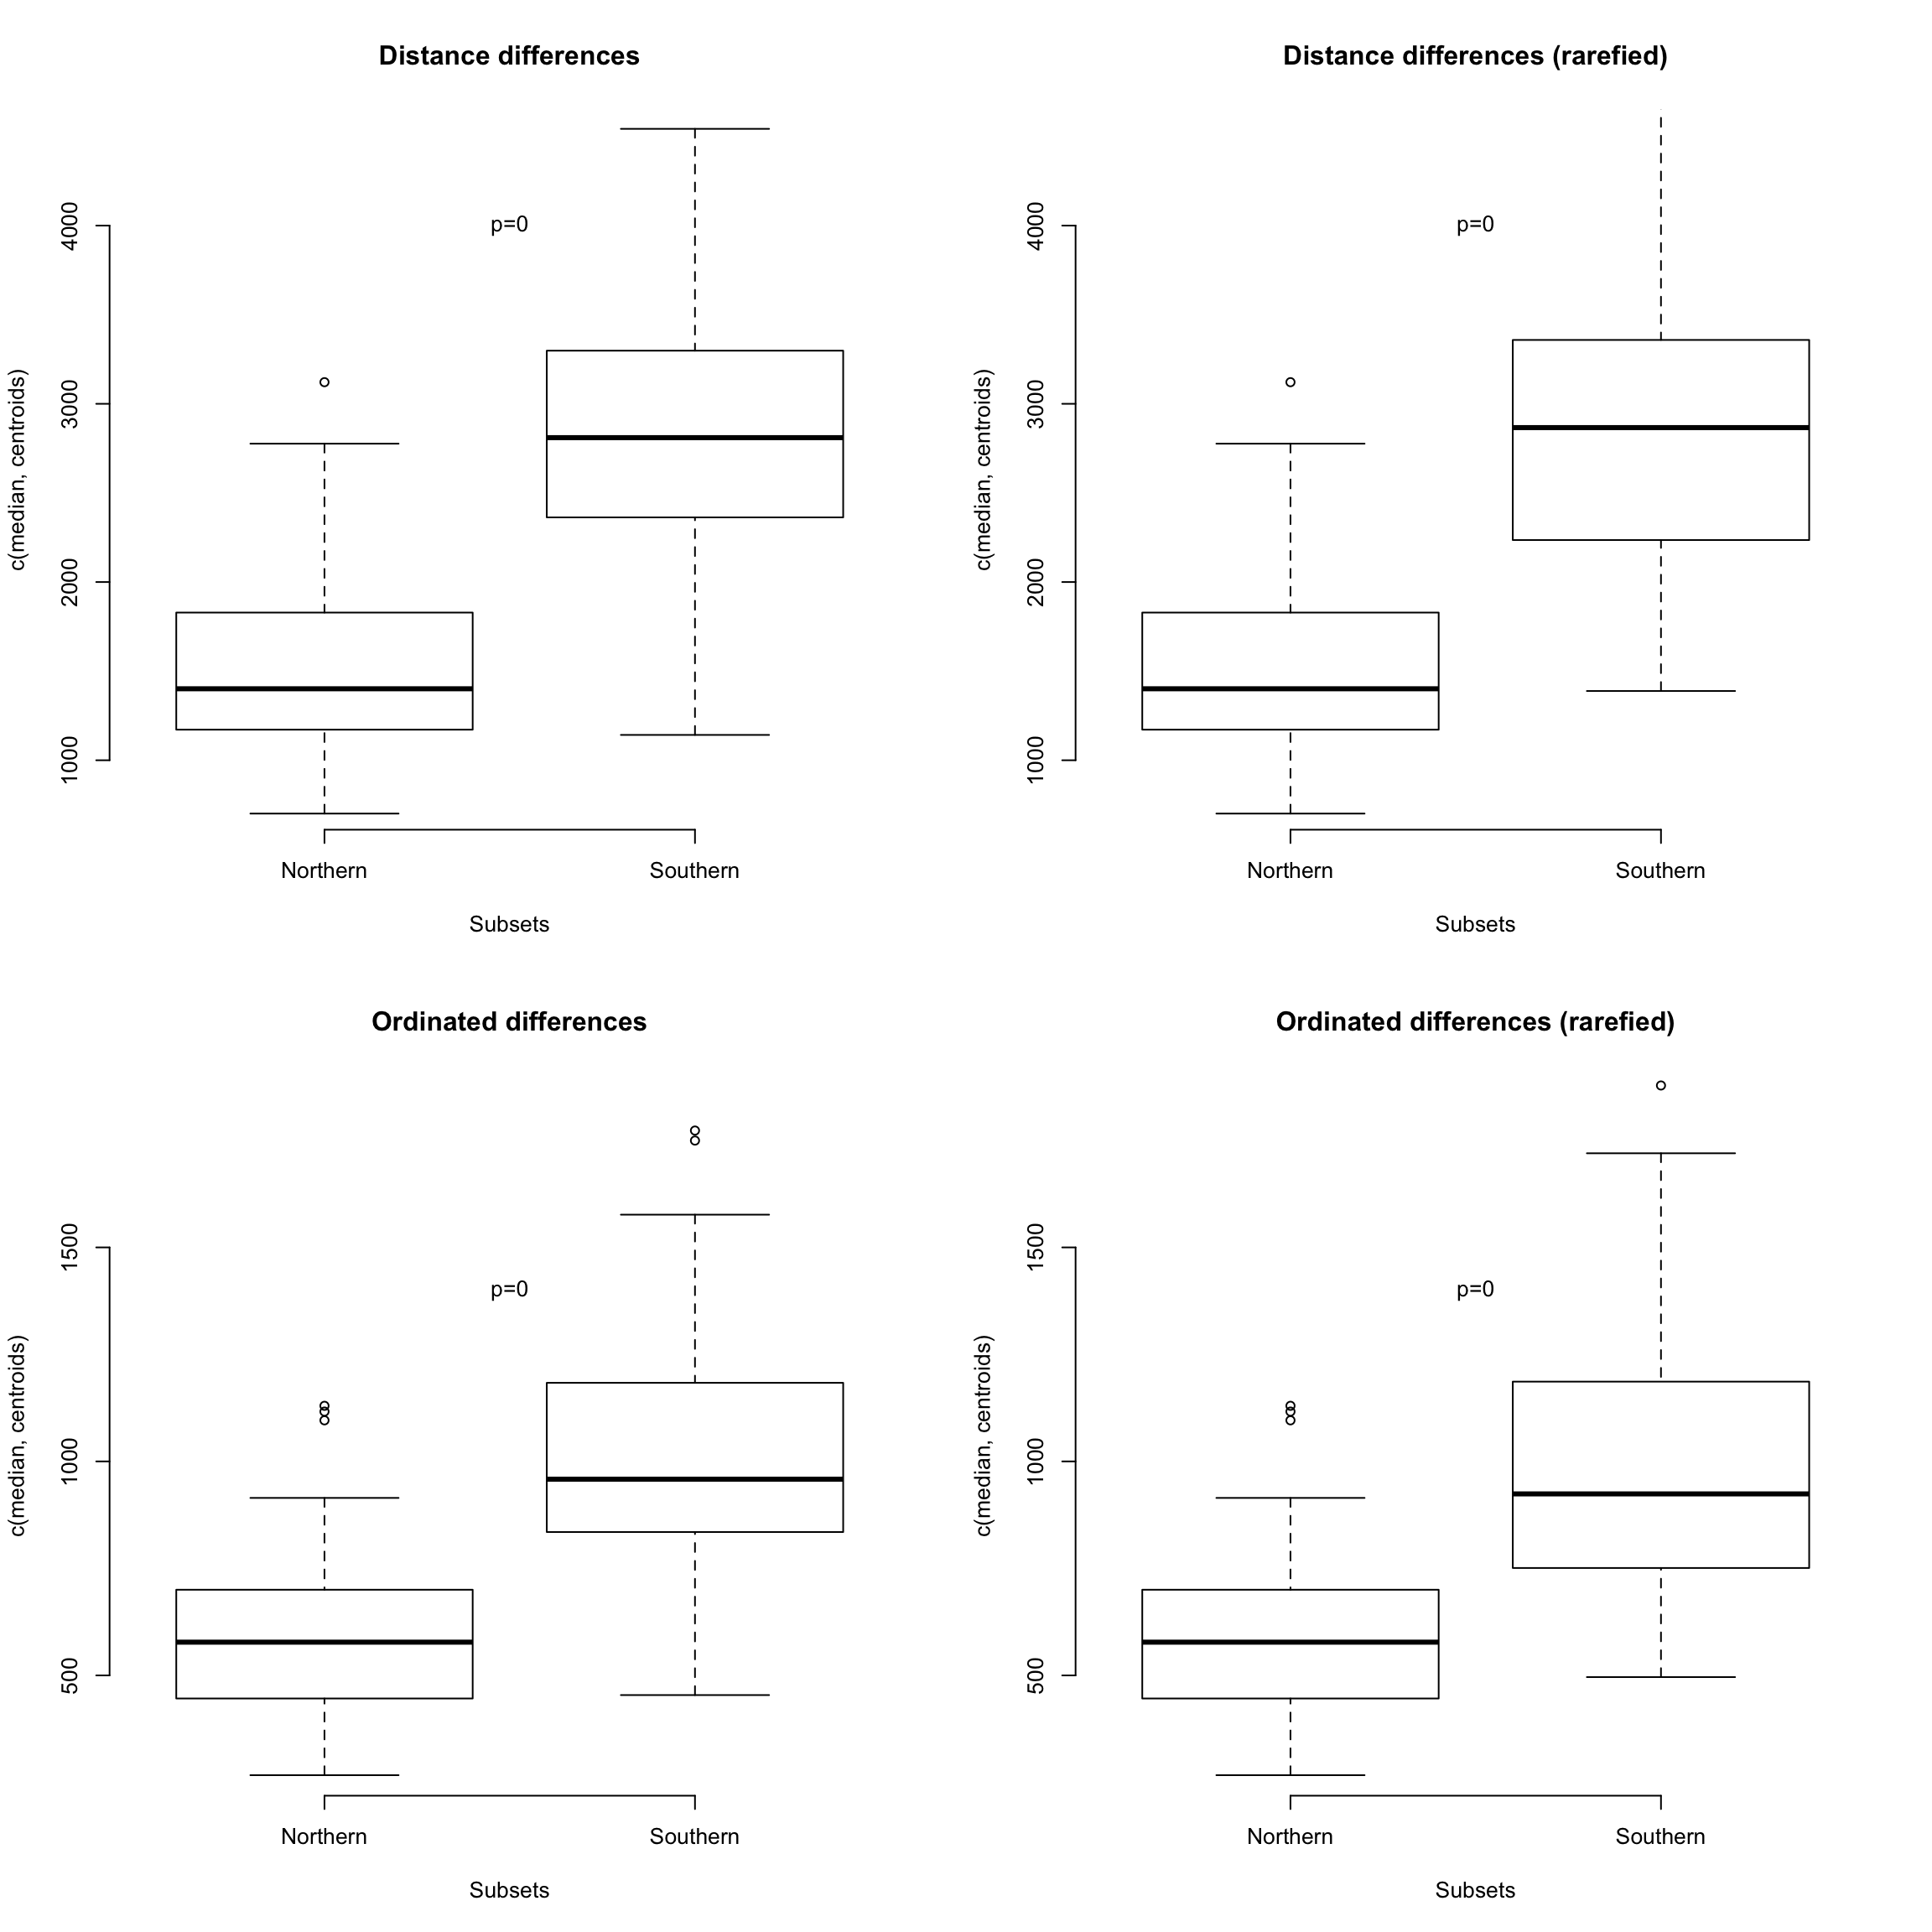 Distance differences
c(median, centroids)
4000
3000
2000
1000
p=0
Northern
Southern
Subsets
Distance differences (rarefied)
c(median, centroids)
4000
3000
2000
1000
p=0
Northern
Southern
Subsets
Ordinated differences
c(median, centroids)
1500
1000
500
p=0
Northern
Southern
Subsets
Ordinated differences (rarefied)
c(median, centroids)
1500
1000
500
p=0
Northern
Southern
Subsets